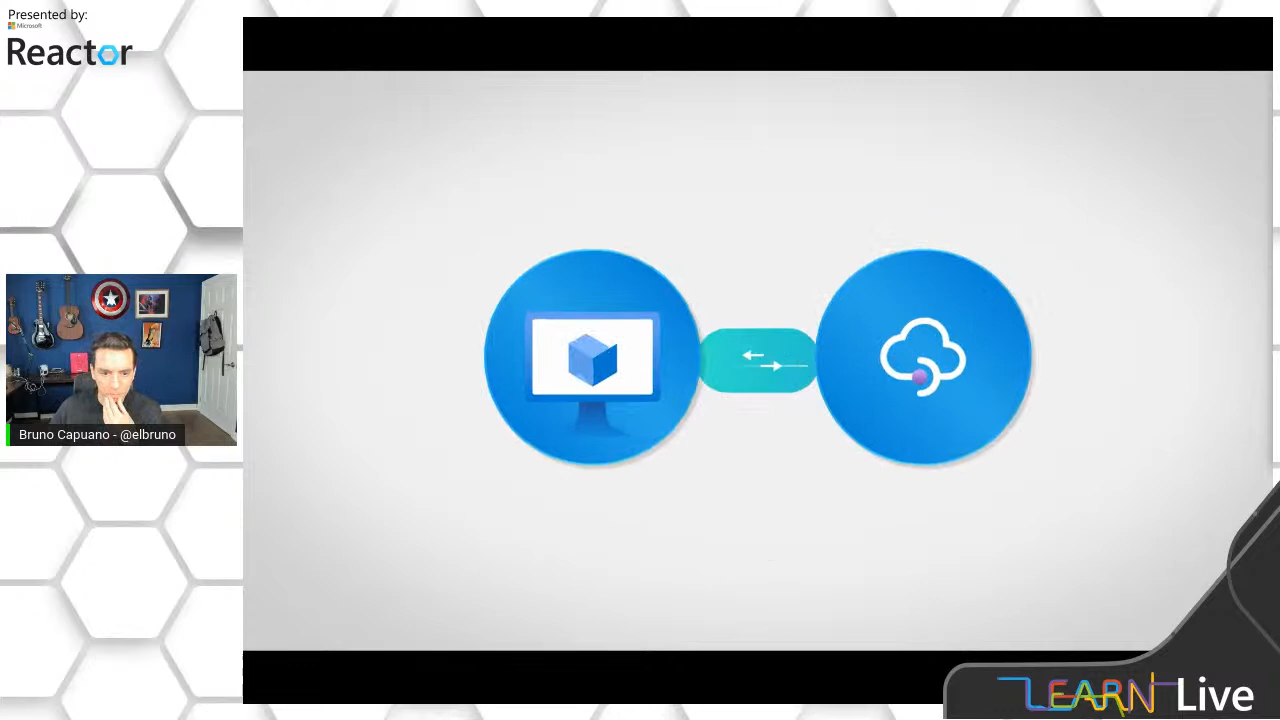 Presented by:
Microsoft
Reactor
Bruno Capuano - @elbruno
LEARN Live